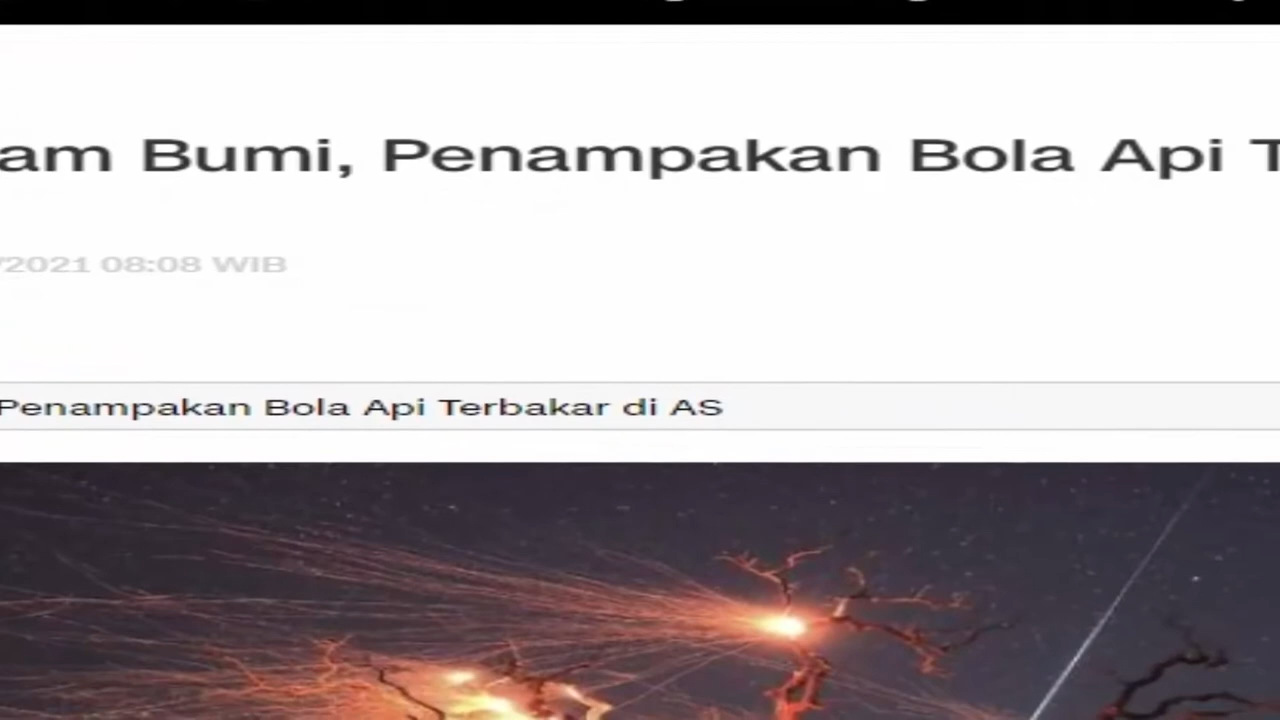 am Bumi, Penampakan Bola Api T
/2021 08:08 WIB
Penampakan Bola Api Terbakar di AS